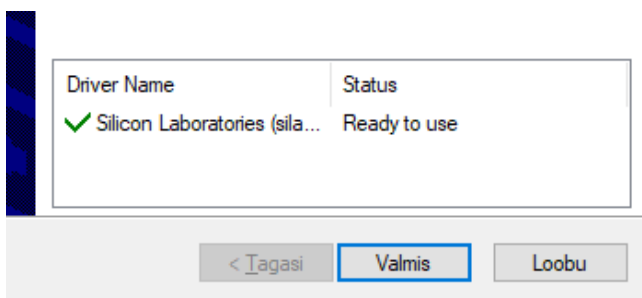 Driver Name Status
Silicon Laboratories (sila... Ready to use
< Tagasi Valmis Loobu